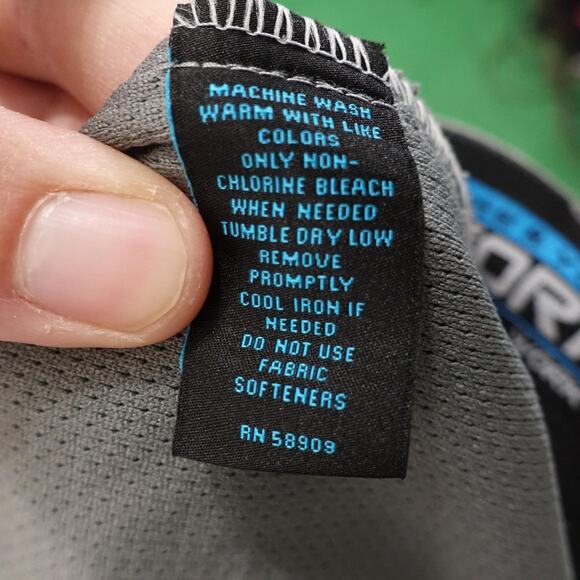 MACHINE WASH
WARM WITH LIKE
COLORS
ONLY NON-
CHLORINE BLEACH
WHEN NEEDED
TUMBLE DRY LOW
REMOVE
PROMPTLY
COOL IRON IF
NEEDED
DO NOT USE
FABRIC
SOFTENERS
RN 58909